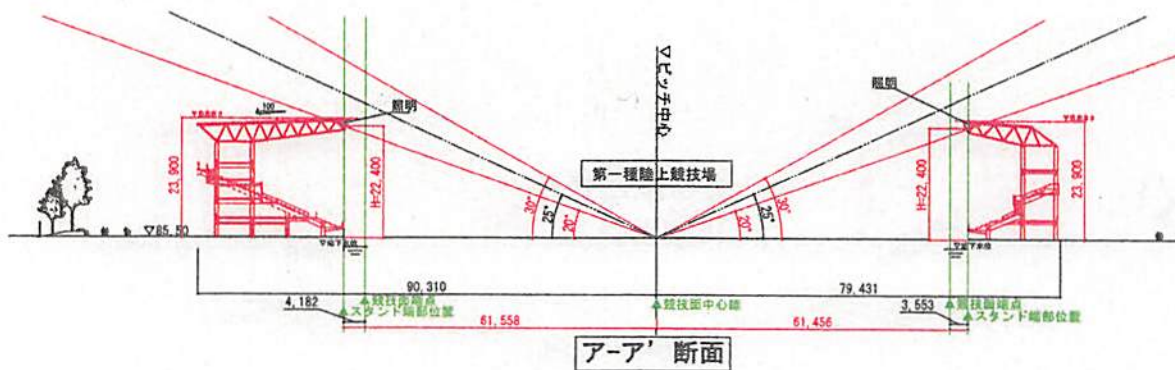 照明
照明
▽ピッチ中心
100
第一種陸上競技場
23,900
H=22,400
30°
25°
20°
20°
25°
30°
H=22,400
23,900
▽85.50
90,310
79,431
4,182
▲競技面端点
▲スタンド端部位置
▲競技面中心線
3,553
▲競技面端点
▲スタンド端部位置
61,558
61,456
ア-ア' 断面